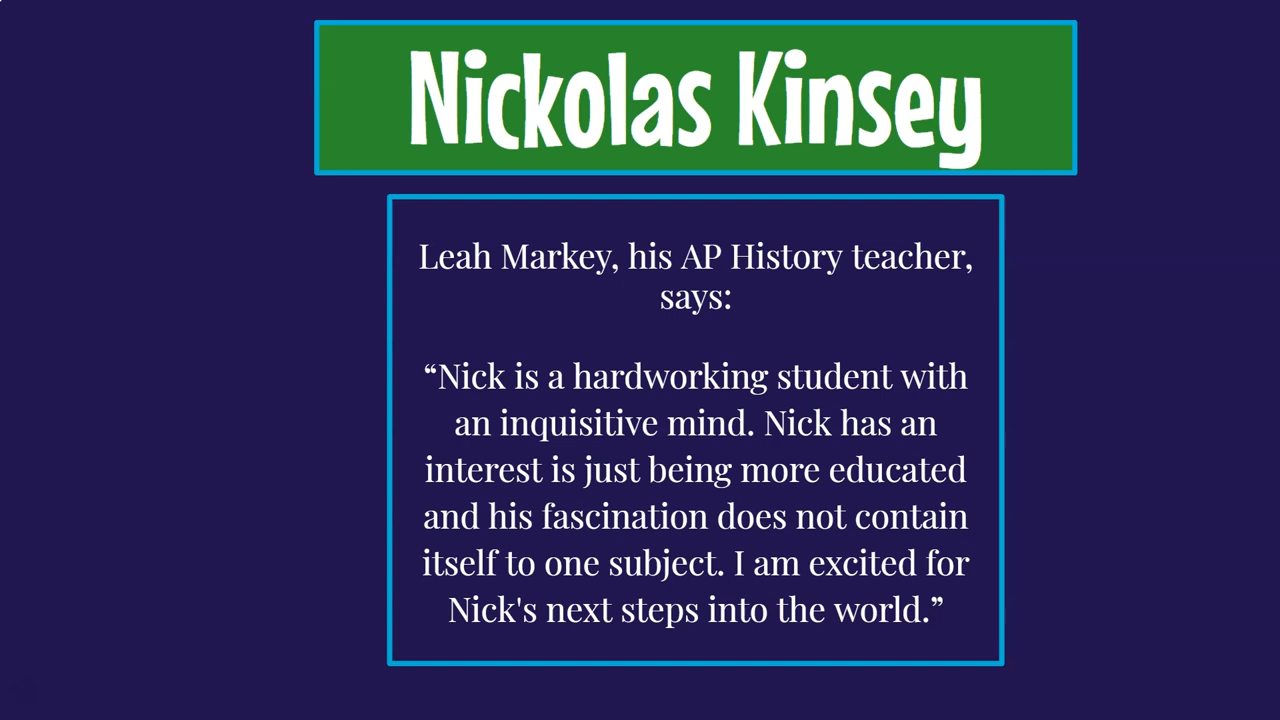 Nickolas Kinsey
Leah Markey, his AP History teacher,
says:
“Nick is a hardworking student with
an inquisitive mind. Nick has an
interest is just being more educated
and his fascination does not contain
itself to one subject. I am excited for
Nick's next steps into the world.”